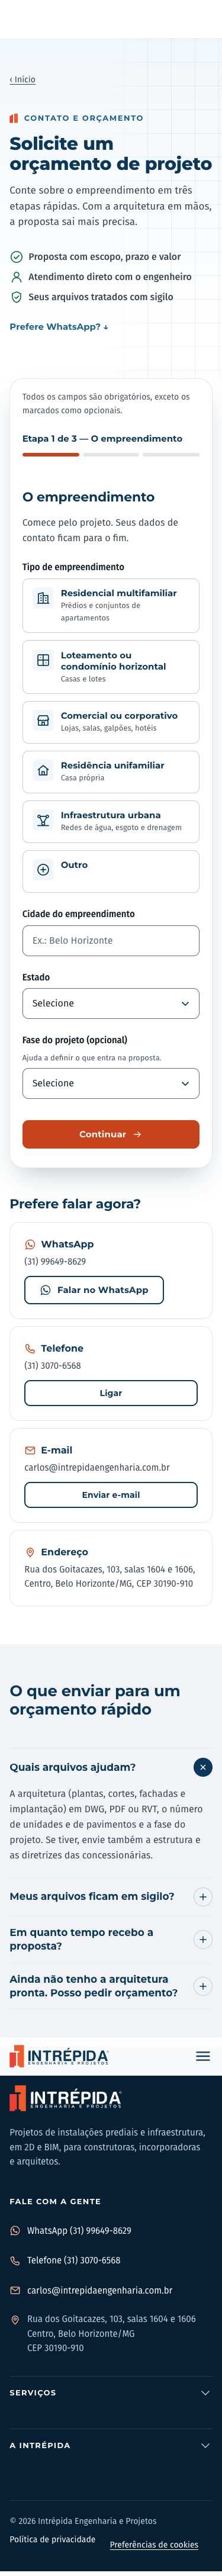 ‹ Início
CONTATO E ORÇAMENTO
Solicite um
orçamento de projeto
Conte sobre o empreendimento em três
etapas rápidas. Com a arquitetura em mãos,
a proposta sai mais precisa.
Proposta com escopo, prazo e valor
Atendimento direto com o engenheiro
Seus arquivos tratados com sigilo
Prefere WhatsApp? ↓
Todos os campos são obrigatórios, exceto os
marcados como opcionais.
Etapa 1 de 3 — O empreendimento
O empreendimento
Comece pelo projeto. Seus dados de
contato ficam para o fim.
Tipo de empreendimento
Residencial multifamiliar
Prédios e conjuntos de
apartamentos
Loteamento ou
condomínio horizontal
Casas e lotes
Comercial ou corporativo
Lojas, salas, galpões, hotéis
Residência unifamiliar
Casa própria
Infraestrutura urbana
Redes de água, esgoto e drenagem
Outro
Cidade do empreendimento
Ex.: Belo Horizonte
Estado
Selecione
Fase do projeto (opcional)
Ajuda a definir o que entra na proposta.
Selecione
Continuar →
Prefere falar agora?
WhatsApp
(31) 99649-8629
Falar no WhatsApp
Telefone
(31) 3070-6568
Ligar
E-mail
carlos@intrepidaengenharia.com.br
Enviar e-mail
Endereço
Rua dos Goitacazes, 103, salas 1604 e 1606,
Centro, Belo Horizonte/MG, CEP 30190-910
O que enviar para um
orçamento rápido
Quais arquivos ajudam?
A arquitetura (plantas, cortes, fachadas e
implantação) em DWG, PDF ou RVT, o número
de unidades e de pavimentos e a fase do
projeto. Se tiver, envie também a estrutura e
as diretrizes das concessionárias.
Meus arquivos ficam em sigilo?
Em quanto tempo recebo a
proposta?
Ainda não tenho a arquitetura
pronta. Posso pedir orçamento?
INTRÉPIDA
ENGENHARIA E PROJETOS
INTRÉPIDA
ENGENHARIA E PROJETOS
Projetos de instalações prediais e infraestrutura,
em 2D e BIM, para construtoras, incorporadoras
e arquitetos.
FALE COM A GENTE
WhatsApp (31) 99649-8629
Telefone (31) 3070-6568
carlos@intrepidaengenharia.com.br
Rua dos Goitacazes, 103, salas 1604 e 1606
Centro, Belo Horizonte/MG
CEP 30190-910
SERVIÇOS
A INTRÉPIDA
© 2026 Intrépida Engenharia e Projetos
Política de privacidade
Preferências de cookies